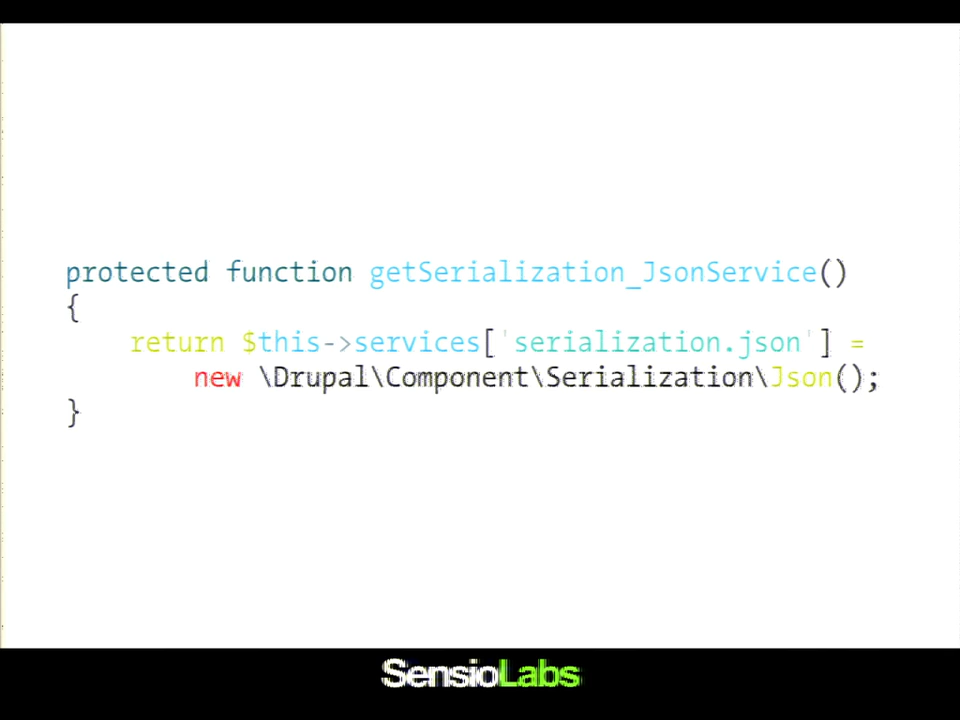 protected function getSerialization_JsonService()
{
    return $this->services['serialization.json'] =
        new \Drupal\Component\Serialization\Json();
}
SensioLabs